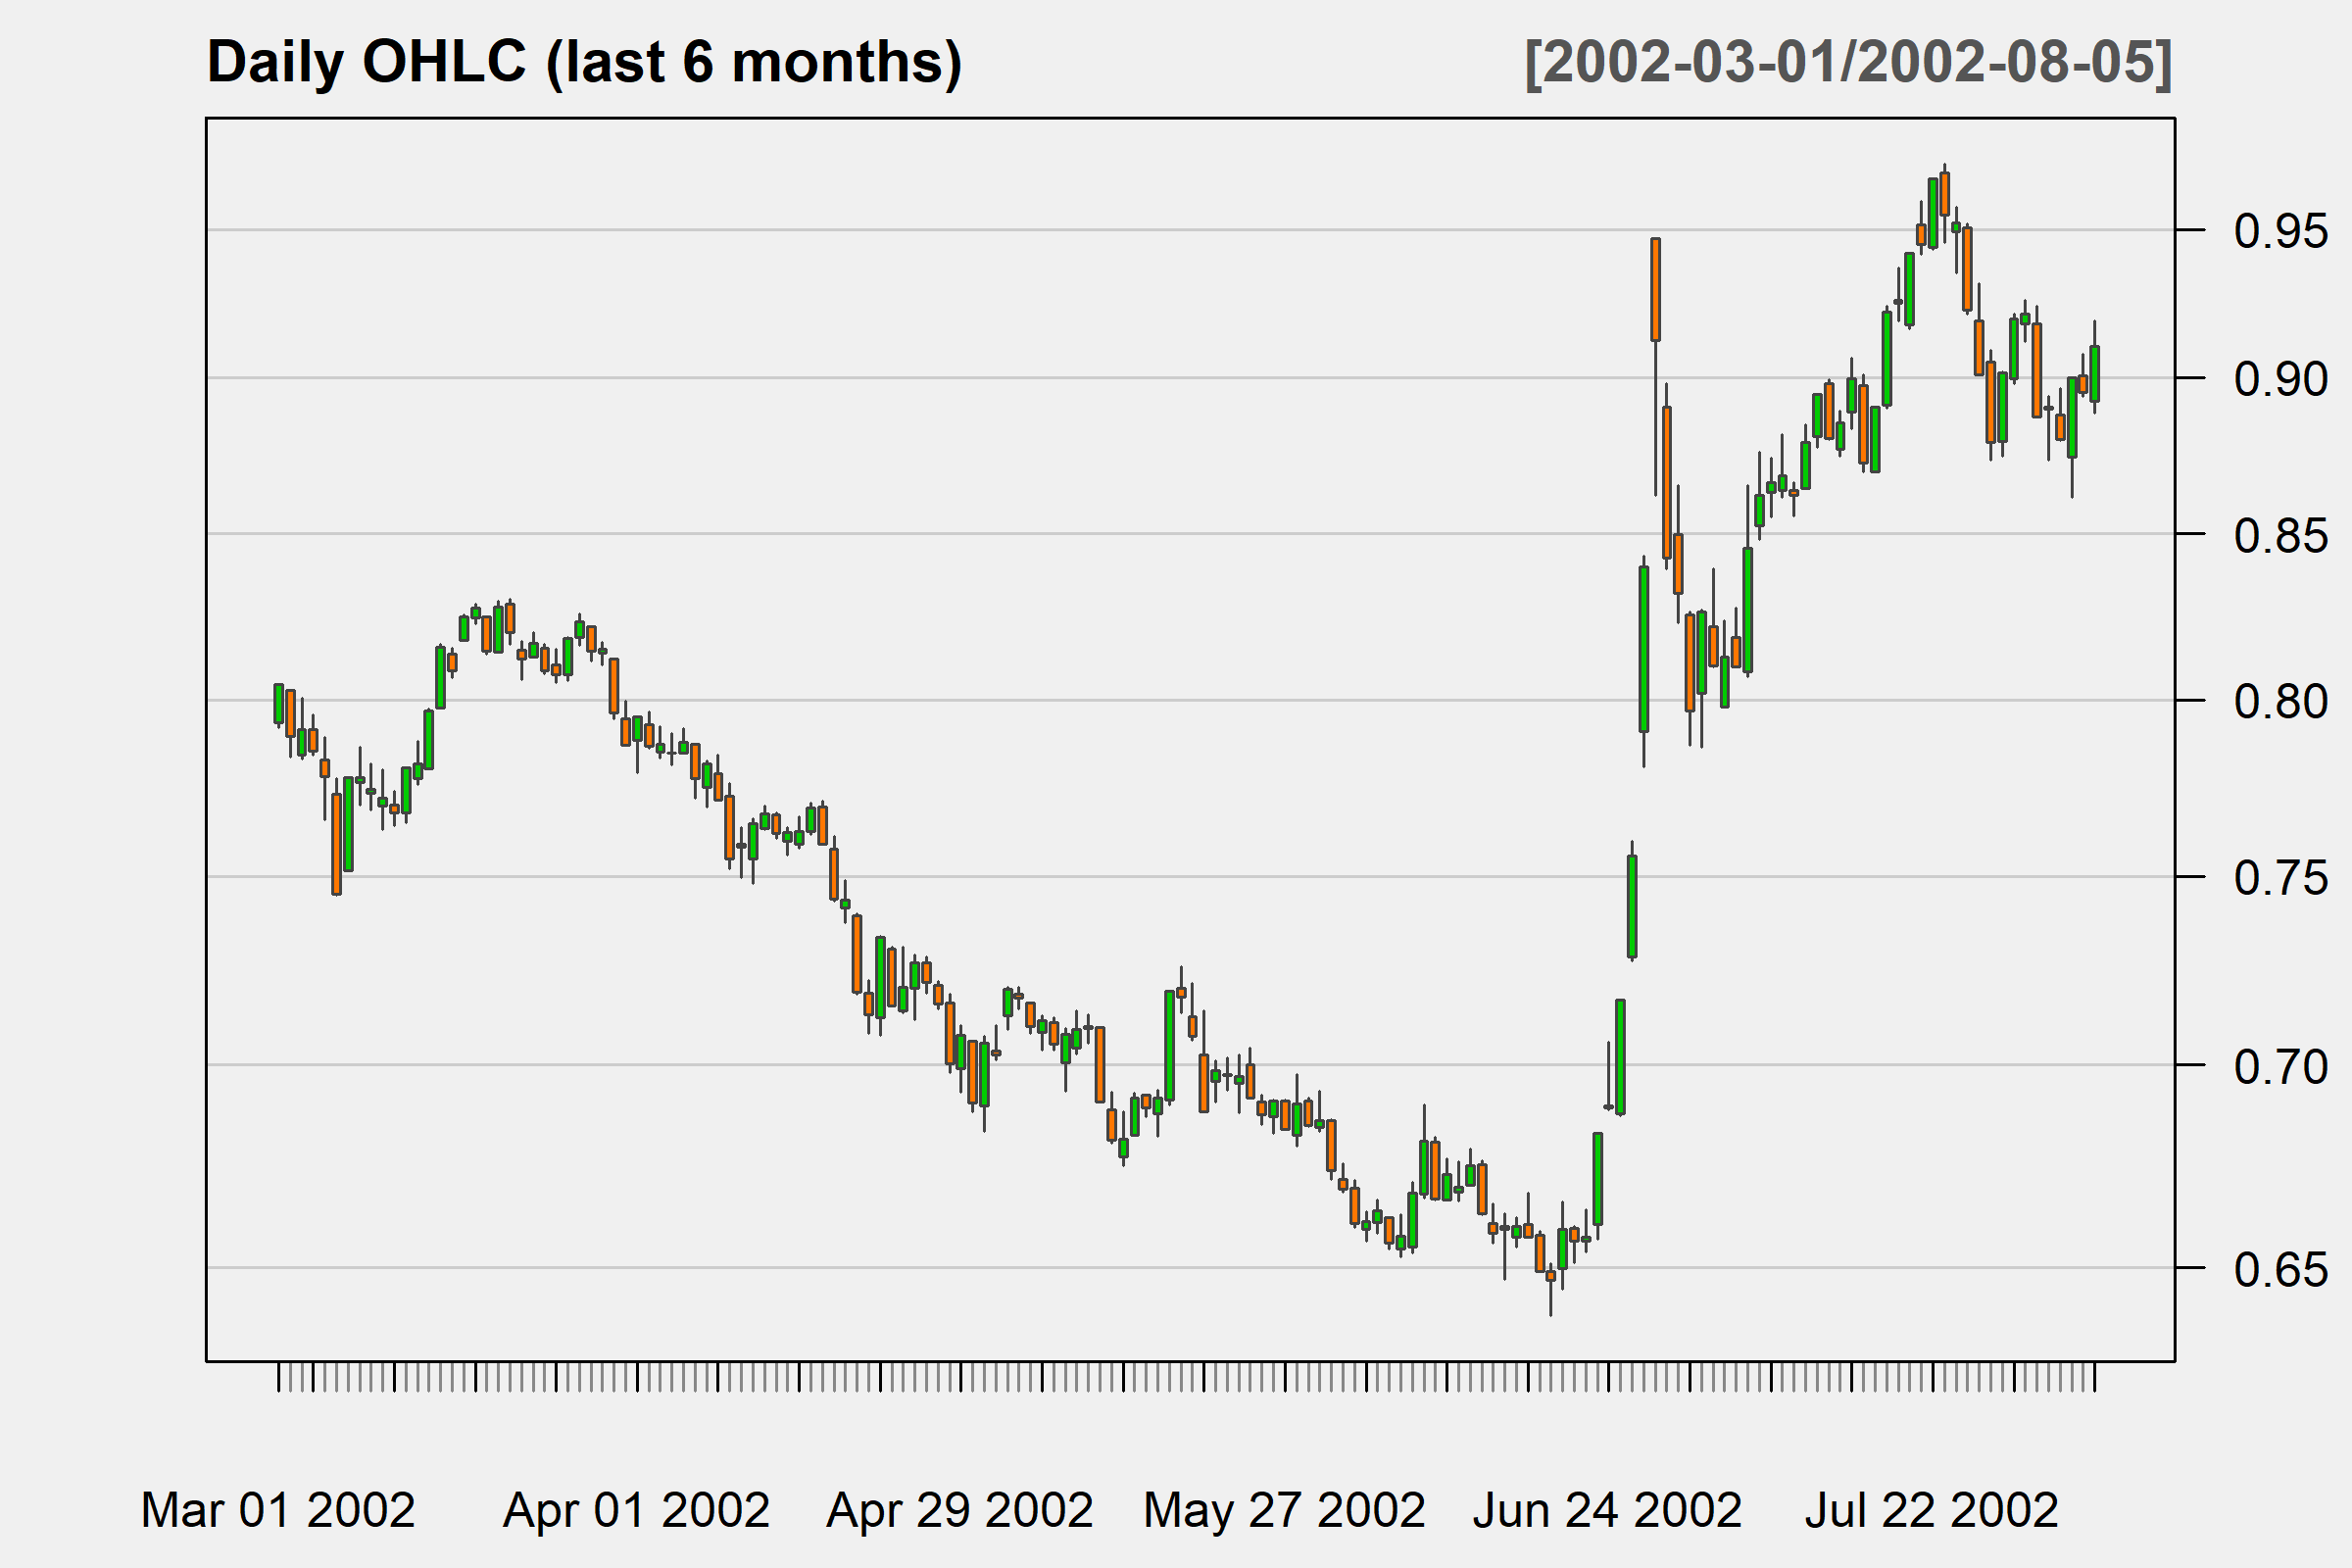 Daily OHLC (last 6 months)
[2002-03-01/2002-08-05]
0.95
0.90
0.85
0.80
0.75
0.70
0.65
Mar 01 2002
Apr 01 2002
Apr 29 2002
May 27 2002
Jun 24 2002
Jul 22 2002